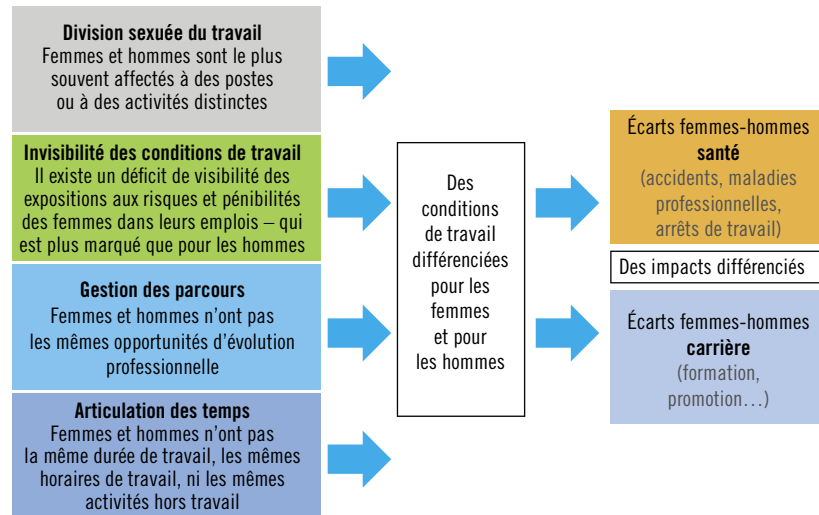 Division sexuée du travail
Femmes et hommes sont le plus
souvent affectés à des postes
ou à des activités distinctes
Invisibilité des conditions de travail
Il existe un déficit de visibilité des
expositions aux risques et pénibilités
des femmes dans leurs emplois – qui
est plus marqué que pour les hommes
Gestion des parcours
Femmes et hommes n’ont pas
les mêmes opportunités d’évolution
professionnelle
Articulation des temps
Femmes et hommes n’ont pas
la même durée de travail, les mêmes
horaires de travail, ni les mêmes
activités hors travail
Des
conditions
de travail
différenciées
pour les
femmes
et pour
les hommes
Écarts femmes-hommes
santé
(accidents, maladies
professionnelles,
arrêts de travail)
Des impacts différenciés
Écarts femmes-hommes
carrière
(formation,
promotion…)